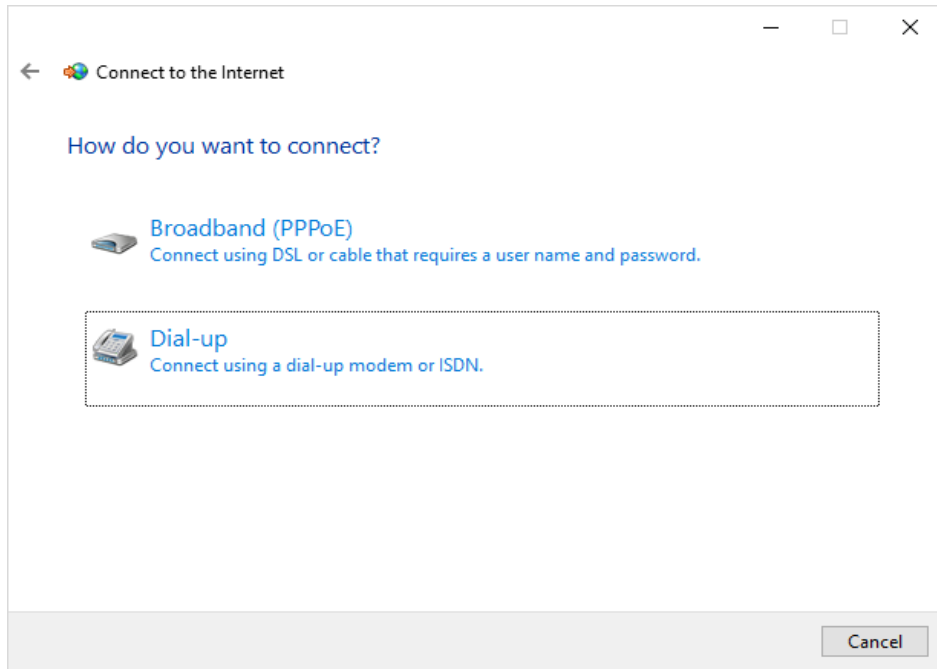 Connect to the Internet
How do you want to connect?
Broadband (PPPoE)
Connect using DSL or cable that requires a user name and password.
Dial-up
Connect using a dial-up modem or ISDN.
Cancel